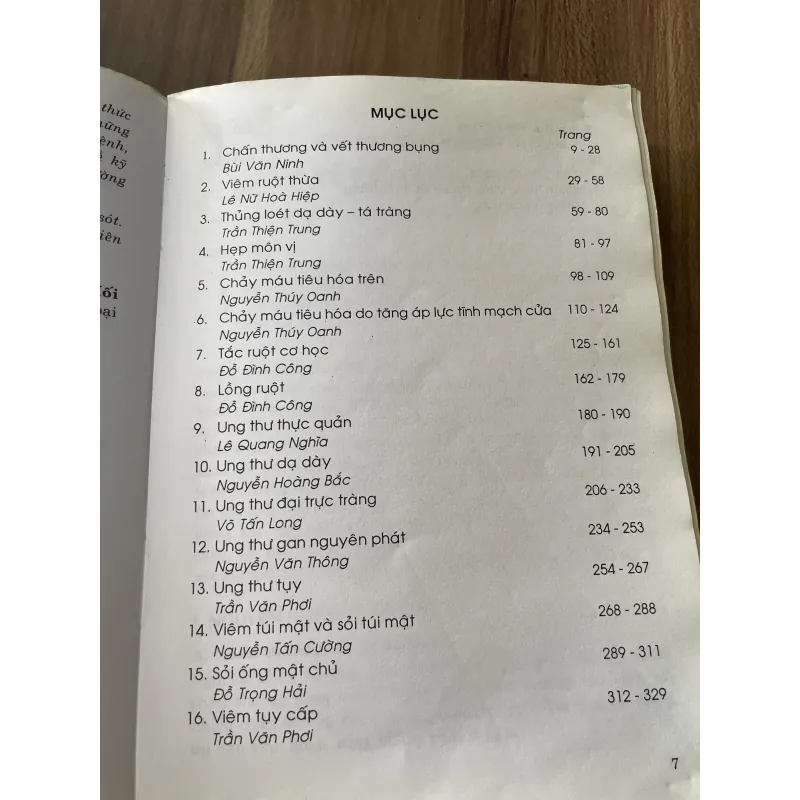 thức
hững
ệnh,
kỹ
ờng
sót.
iên
lối
ại
MỤC LỤC
Trang
1. Chấn thương và vết thương bụng 9 - 28
Bùi Văn Ninh
2. Viêm ruột thừa 29 - 58
Lê Nữ Hoà Hiệp
3. Thủng loét dạ dày – tá tràng 59 - 80
Trần Thiện Trung
4. Hẹp môn vị 81 - 97
Trần Thiện Trung
5. Chảy máu tiêu hóa trên 98 - 109
Nguyễn Thúy Oanh
6. Chảy máu tiêu hóa do tăng áp lực tĩnh mạch cửa 110 - 124
Nguyễn Thúy Oanh
7. Tắc ruột cơ học 125 - 161
Đỗ Đình Công
8. Lồng ruột 162 - 179
Đỗ Đình Công
9. Ung thư thực quản 180 - 190
Lê Quang Nghĩa
10. Ung thư dạ dày 191 - 205
Nguyễn Hoàng Bắc
11. Ung thư đại trực tràng 206 - 233
Võ Tấn Long
12. Ung thư gan nguyên phát 234 - 253
Nguyễn Văn Thông
13. Ung thư tụy 254 - 267
Trần Văn Phơi
14. Viêm túi mật và sỏi túi mật 268 - 288
Nguyễn Tấn Cường
15. Sỏi ống mật chủ 289 - 311
Đỗ Trọng Hải
16. Viêm tụy cấp 312 - 329
Trần Văn Phơi
7